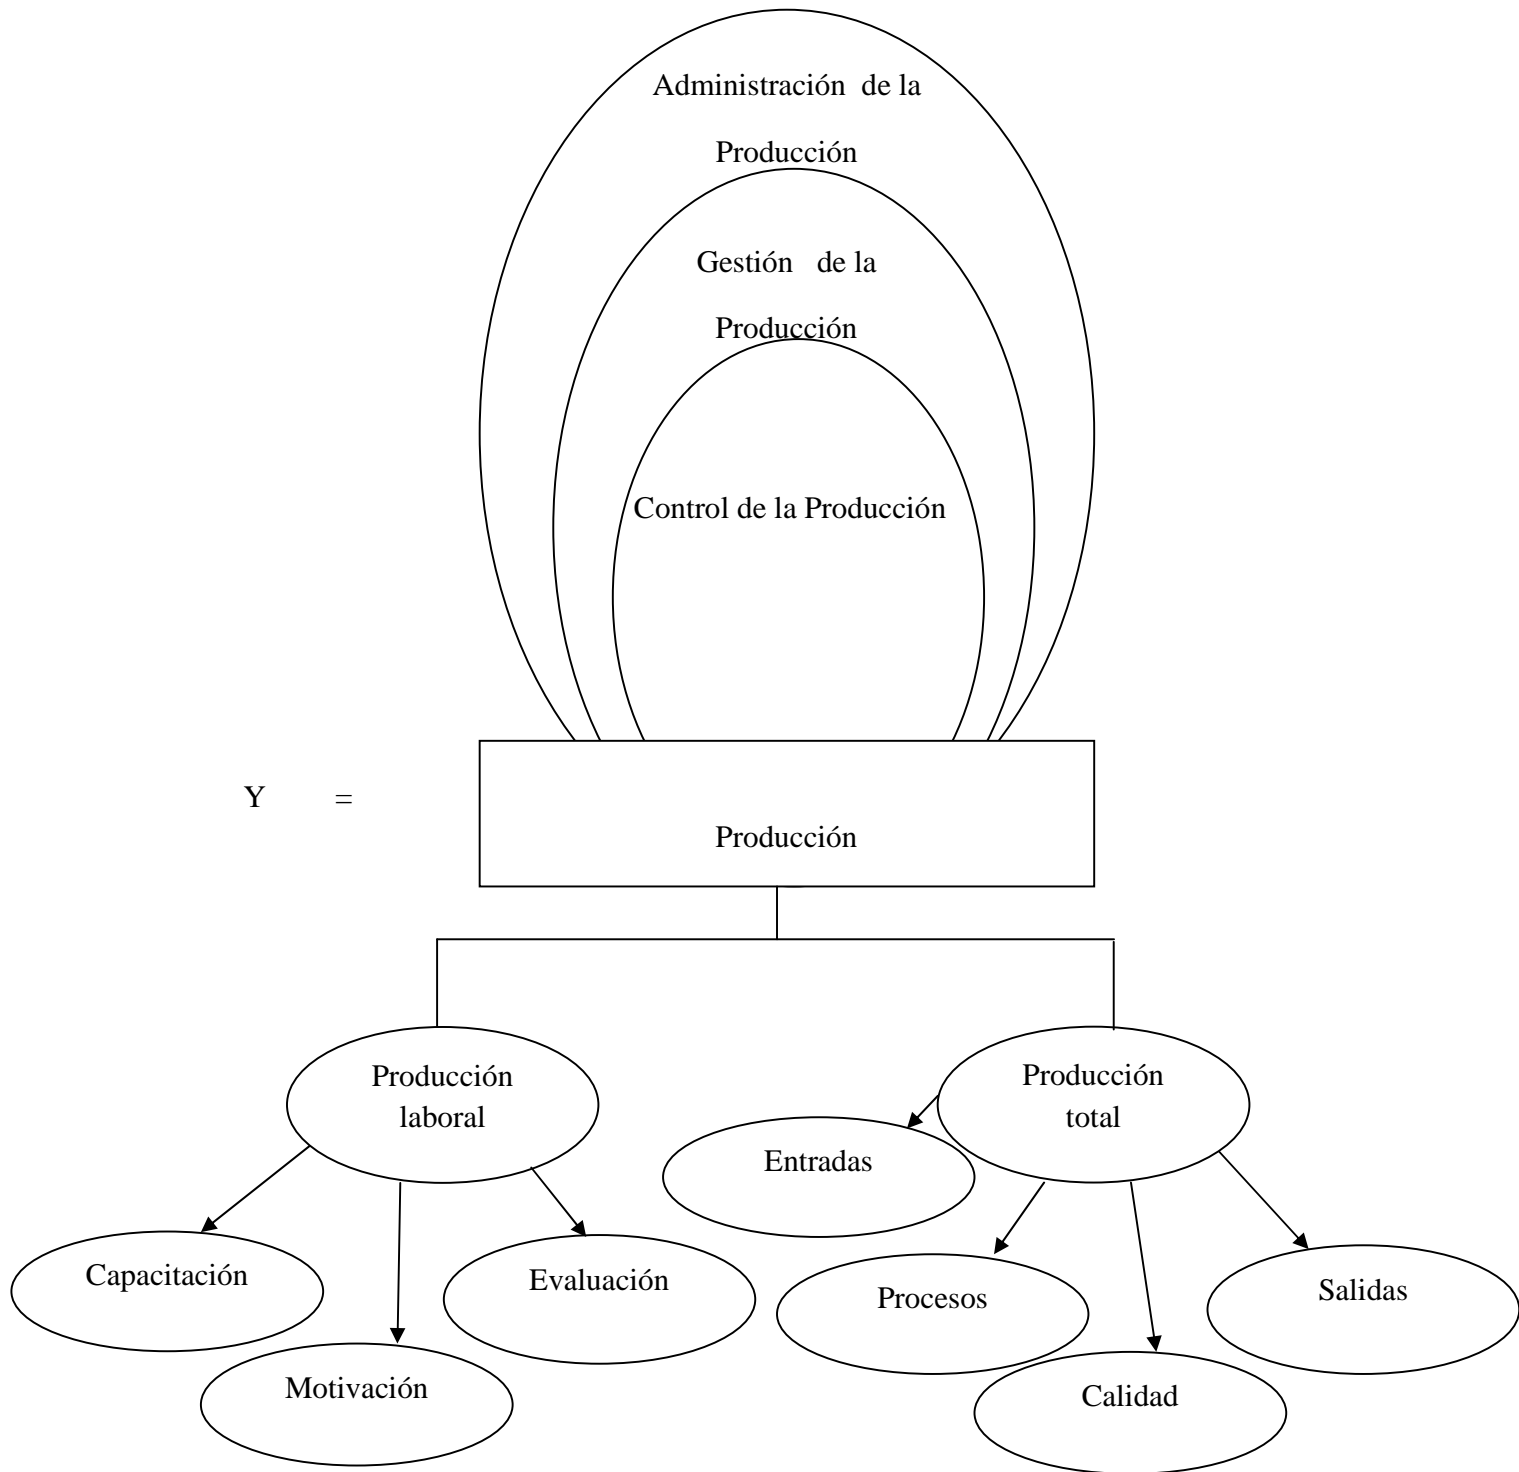 Administración de la
Producción
Gestión de la
Producción
Control de la Producción
Y =
Producción
Producción
laboral
Producción
total
Entradas
Capacitación
Evaluación
Procesos
Salidas
Motivación
Calidad